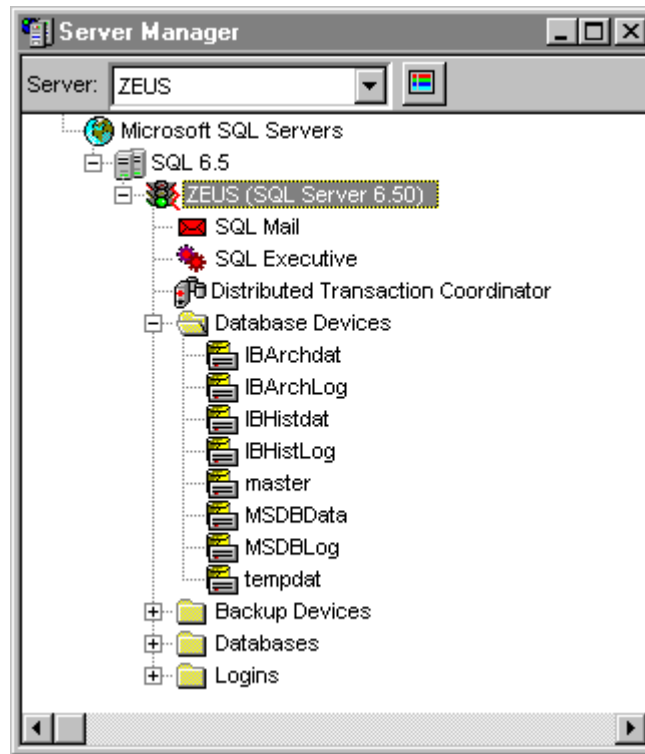 Server Manager
Server: ZEUS
Microsoft SQL Servers
SQL 6.5
ZEUS (SQL Server 6.50)
SQL Mail
SQL Executive
Distributed Transaction Coordinator
Database Devices
IBArchdat
IBArchLog
IBHistdat
IBHistLog
master
MSDBData
MSDBLog
tempdat
Backup Devices
Databases
Logins